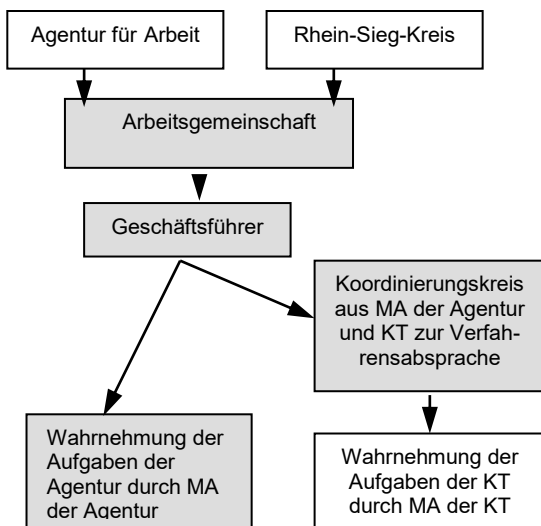 Agentur für Arbeit
Rhein-Sieg-Kreis
Arbeitsgemeinschaft
Geschäftsführer
Koordinierungskreis
aus MA der Agentur
und KT zur Verfah-
rensabsprache
Wahrnehmung der
Aufgaben der
Agentur durch MA
der Agentur
Wahrnehmung der
Aufgaben der KT
durch MA der KT